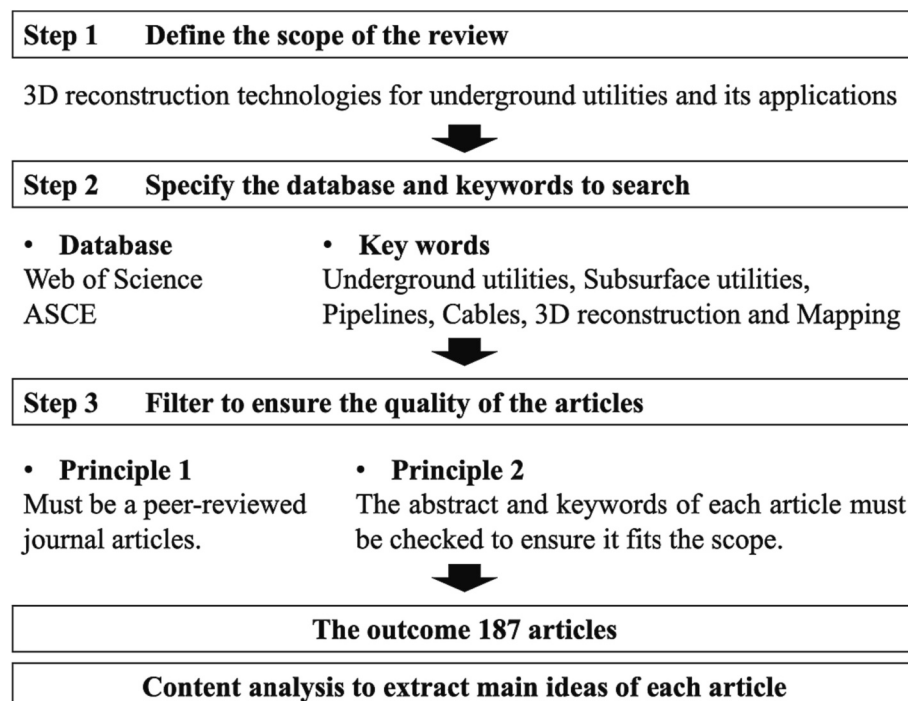 Step 1 Define the scope of the review
3D reconstruction technologies for underground utilities and its applications
Step 2 Specify the database and keywords to search
• Database
Web of Science
ASCE
• Key words
Underground utilities, Subsurface utilities,
Pipelines, Cables, 3D reconstruction and Mapping
Step 3 Filter to ensure the quality of the articles
• Principle 1
Must be a peer-reviewed
journal articles.
• Principle 2
The abstract and keywords of each article must
be checked to ensure it fits the scope.
The outcome 187 articles
Content analysis to extract main ideas of each article